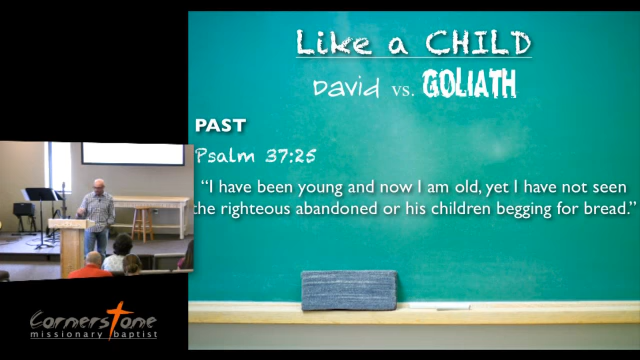 Like a CHILD
David vs. GOLIATH
PAST
Psalm 37:25
“I have been young and now I am old, yet I have not seen
the righteous abandoned or his children begging for bread.”
Cornerstone
missionary baptist